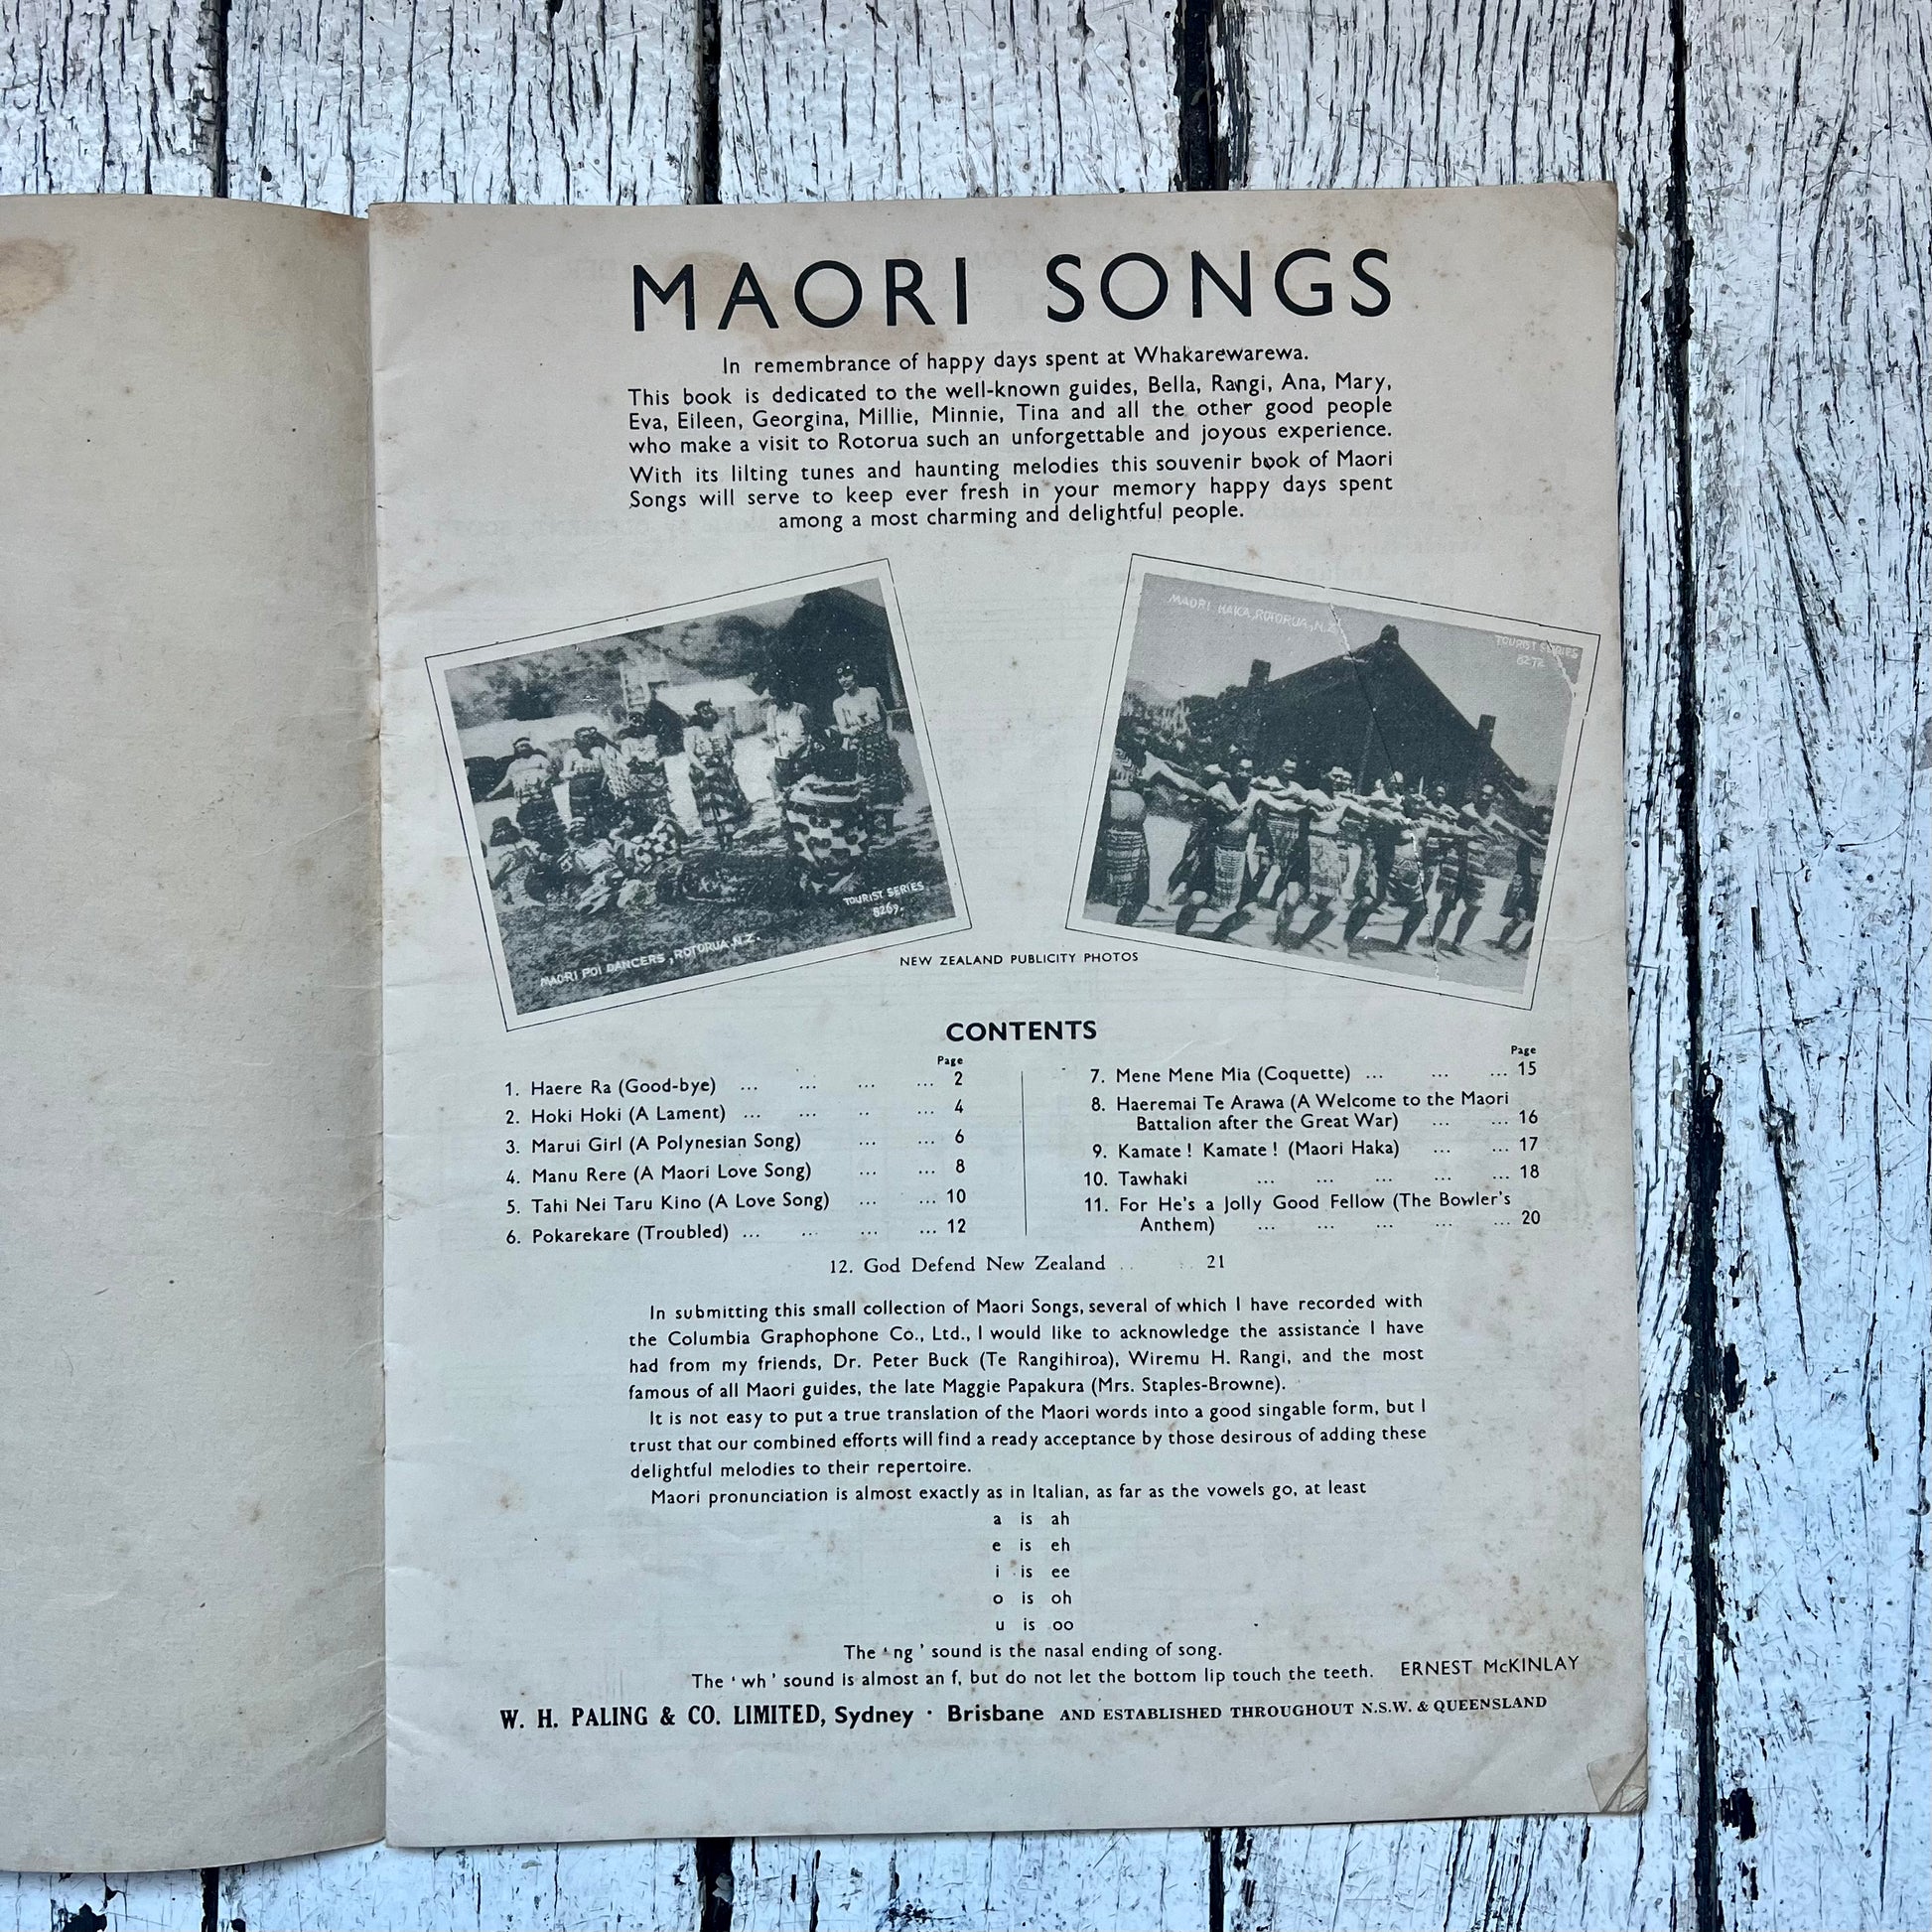 MAORI SONGS
In remembrance of happy days spent at Whakarewarewa.
This book is dedicated to the well-known guides, Bella, Rangi, Ana, Mary,
Eva, Eileen, Georgina, Millie, Minnie, Tina and all the other good people
who make a visit to Rotorua such an unforgettable and joyous experience.
With its lilting tunes and haunting melodies this souvenir book of Maori
Songs will serve to keep ever fresh in your memory happy days spent
among a most charming and delightful people.
TOURIST SERIES
8269.
MAORI POI DANCERS, ROTORUA, N.Z.
MAORI HAKA, ROTORUA, N.Z.
TOURIST SERIES
8272
NEW ZEALAND PUBLICITY PHOTOS
CONTENTS
Page
1. Haere Ra (Good-bye) ... ... ... ... 2
2. Hoki Hoki (A Lament) ... ... .. ... 4
3. Marui Girl (A Polynesian Song) ... ... 6
4. Manu Rere (A Maori Love Song) ... ... 8
5. Tahi Nei Taru Kino (A Love Song) ... ... 10
6. Pokarekare (Troubled) ... ... ... ... 12
Page
7. Mene Mene Mia (Coquette) ... ... ... 15
8. Haeremai Te Arawa (A Welcome to the Maori
Battalion after the Great War) ... ... 16
9. Kamate ! Kamate ! (Maori Haka) ... ... 17
10. Tawhaki ... ... ... ... ... 18
11. For He's a Jolly Good Fellow (The Bowler's
Anthem) ... ... ... ... ... 20
12. God Defend New Zealand .. .. 21
In submitting this small collection of Maori Songs, several of which I have recorded with
the Columbia Graphophone Co., Ltd., I would like to acknowledge the assistance I have
had from my friends, Dr. Peter Buck (Te Rangihiroa), Wiremu H. Rangi, and the most
famous of all Maori guides, the late Maggie Papakura (Mrs. Staples-Browne).
It is not easy to put a true translation of the Maori words into a good singable form, but I
trust that our combined efforts will find a ready acceptance by those desirous of adding these
delightful melodies to their repertoire.
Maori pronunciation is almost exactly as in Italian, as far as the vowels go, at least
a is ah
e is eh
i is ee
o is oh
u is oo
The ‘ ng ’ sound is the nasal ending of song.
The ‘ wh ’ sound is almost an f, but do not let the bottom lip touch the teeth. ERNEST McKINLAY
W. H. PALING & CO. LIMITED, Sydney · Brisbane AND ESTABLISHED THROUGHOUT N.S.W. & QUEENSLAND